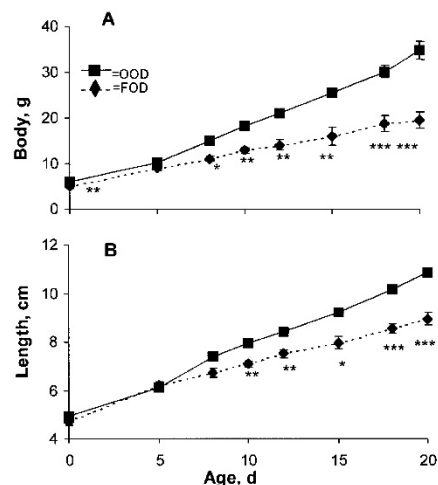 A
40
30
20
10
0
Body, g
=OOD
=FOD
** * ** ** ** *** ***
B
12
10
8
6
4
Length, cm
** ** * *** ***
0 5 10 15 20
Age, d